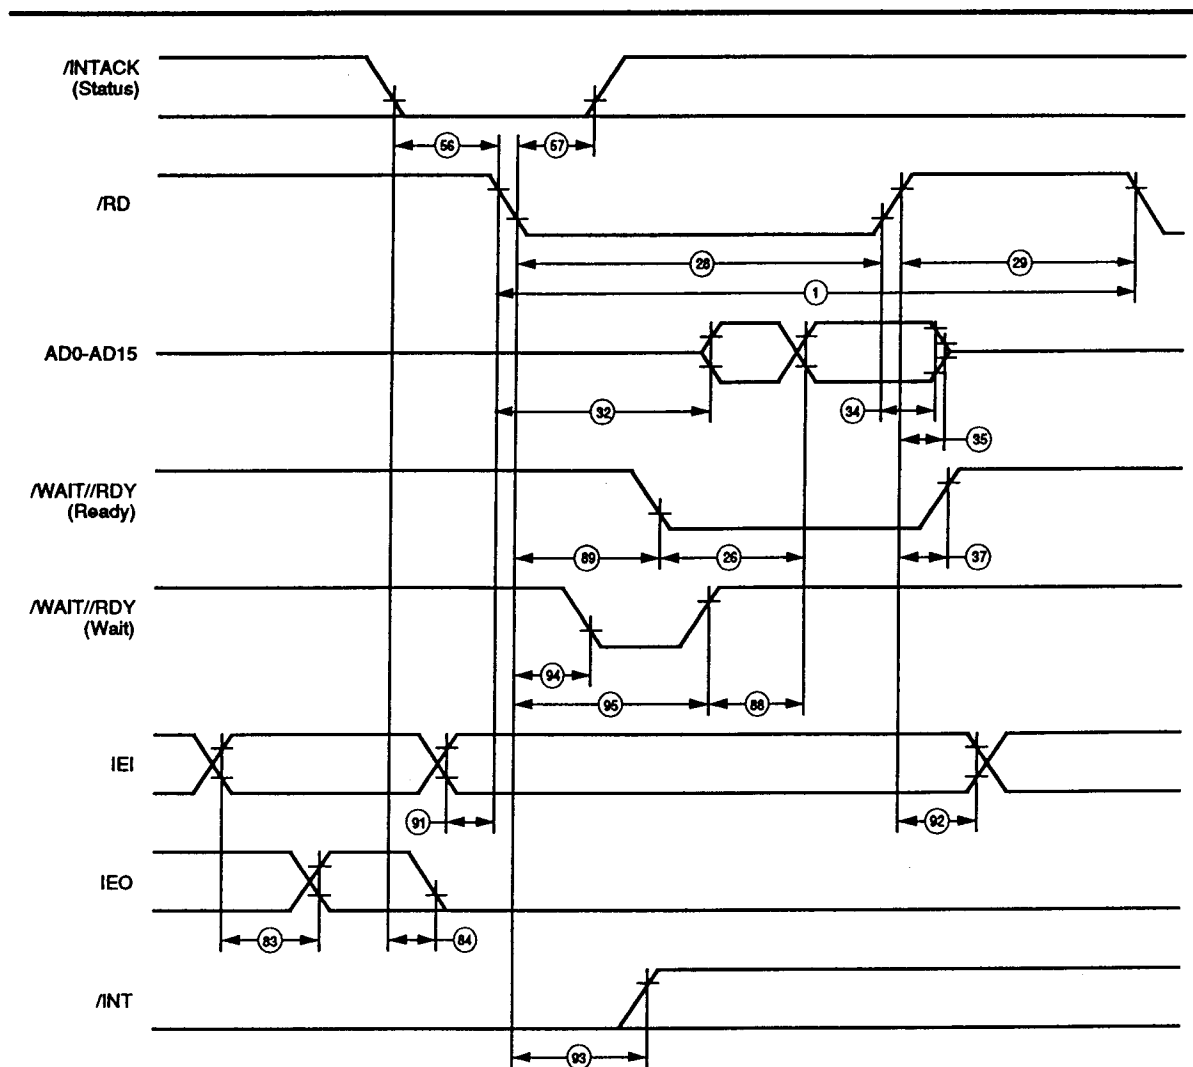 /INTACK
(Status)
56
57
/RD
28
29
1
AD0-AD15
32
34
35
/WAIT//RDY
(Ready)
89
26
37
/WAIT//RDY
(Wait)
94
95
88
IEI
91
92
IEO
83
84
/INT
93